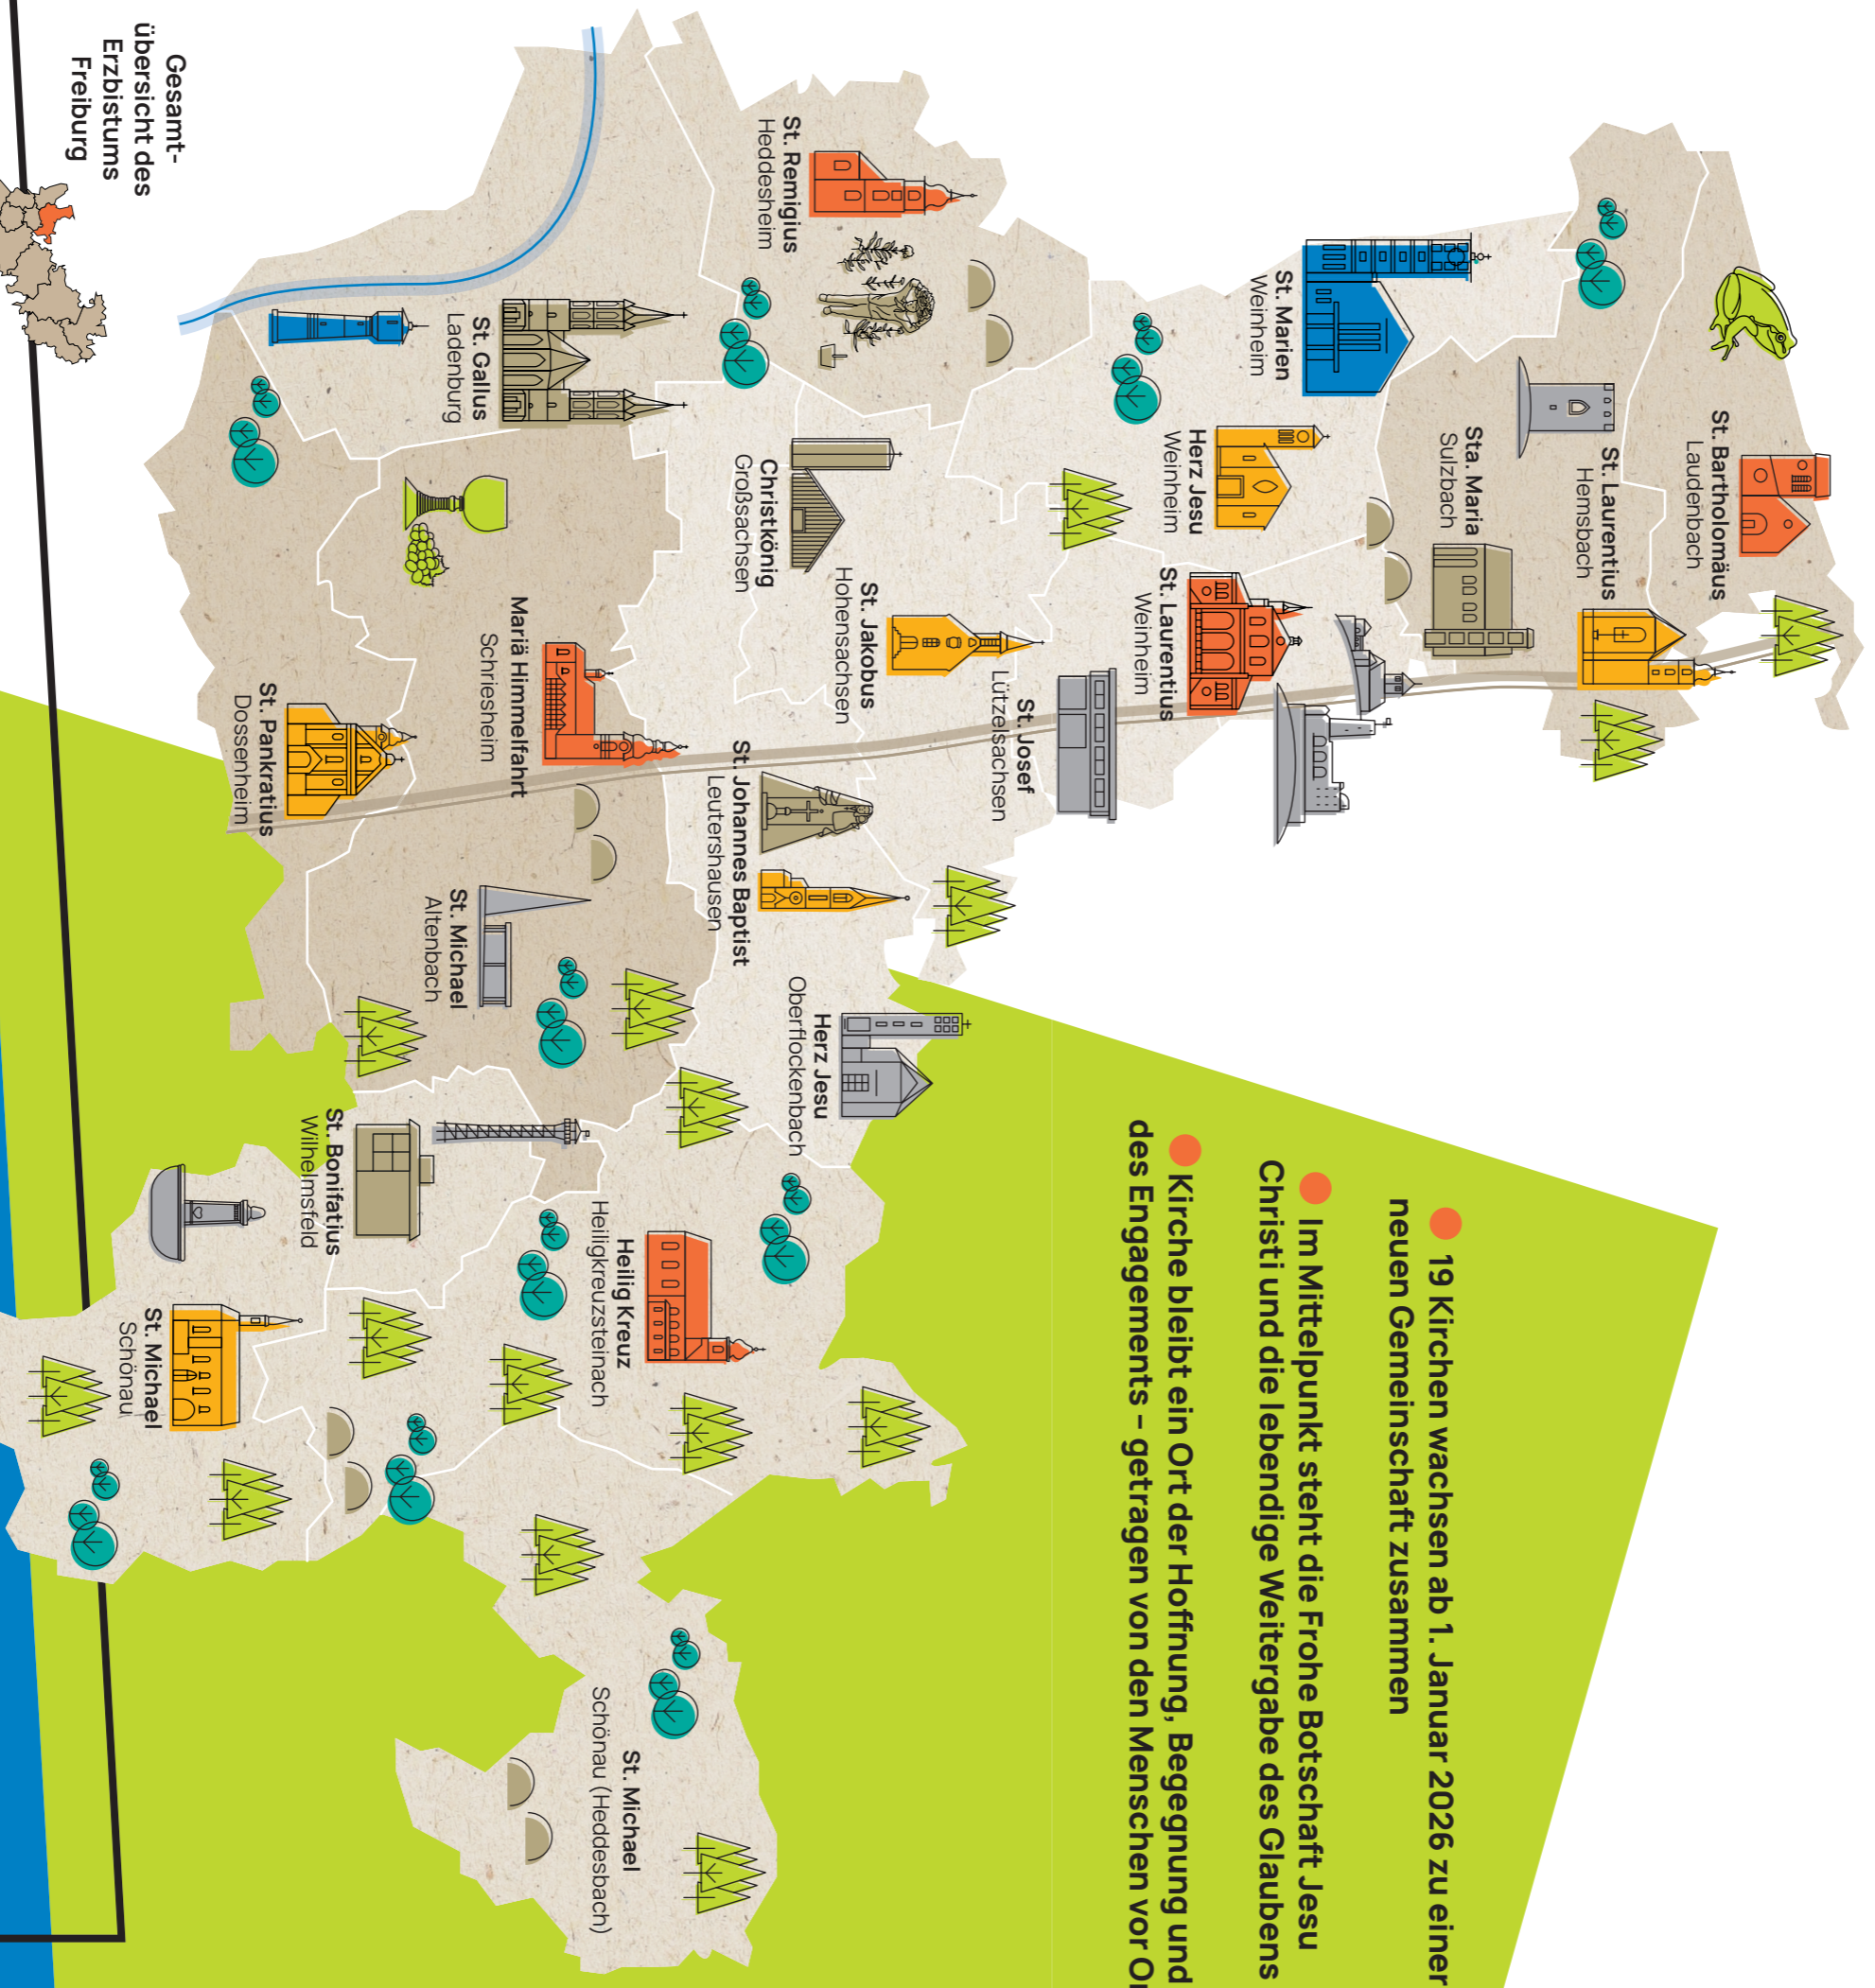 St. Bartholomäus
Laudenbach
St. Laurentius
Hemsbach
Sta. Maria
Sulzbach
St. Marien
Weinheim
Herz Jesu
Weinheim
St. Laurentius
Weinheim
St. Josef
Lützelsachsen
St. Jakobus
Hohensachsen
Christkönig
Großsachsen
St. Remigius
Heddesheim
St. Johannes Baptist
Leutershausen
Herz Jesu
Oberflockenbach
St. Gallus
Ladenburg
Mariä Himmelfahrt
Schriesheim
St. Michael
Altenbach
Heilig Kreuz
Heiligkreuzsteinach
St. Pankratius
Dossenheim
St. Bonifatius
Wilhelmsfeld
St. Michael
Schönau
St. Michael
Schönau (Heddesbach)
19 Kirchen wachsen ab 1. Januar 2026 zu einer
neuen Gemeinschaft zusammen
Im Mittelpunkt steht die Frohe Botschaft Jesu
Christi und die lebendige Weitergabe des Glaubens
Kirche bleibt ein Ort der Hoffnung, Begegnung und
des Engagements – getragen von den Menschen vor
Gesamt-
übersicht des
Erzbistums
Freiburg